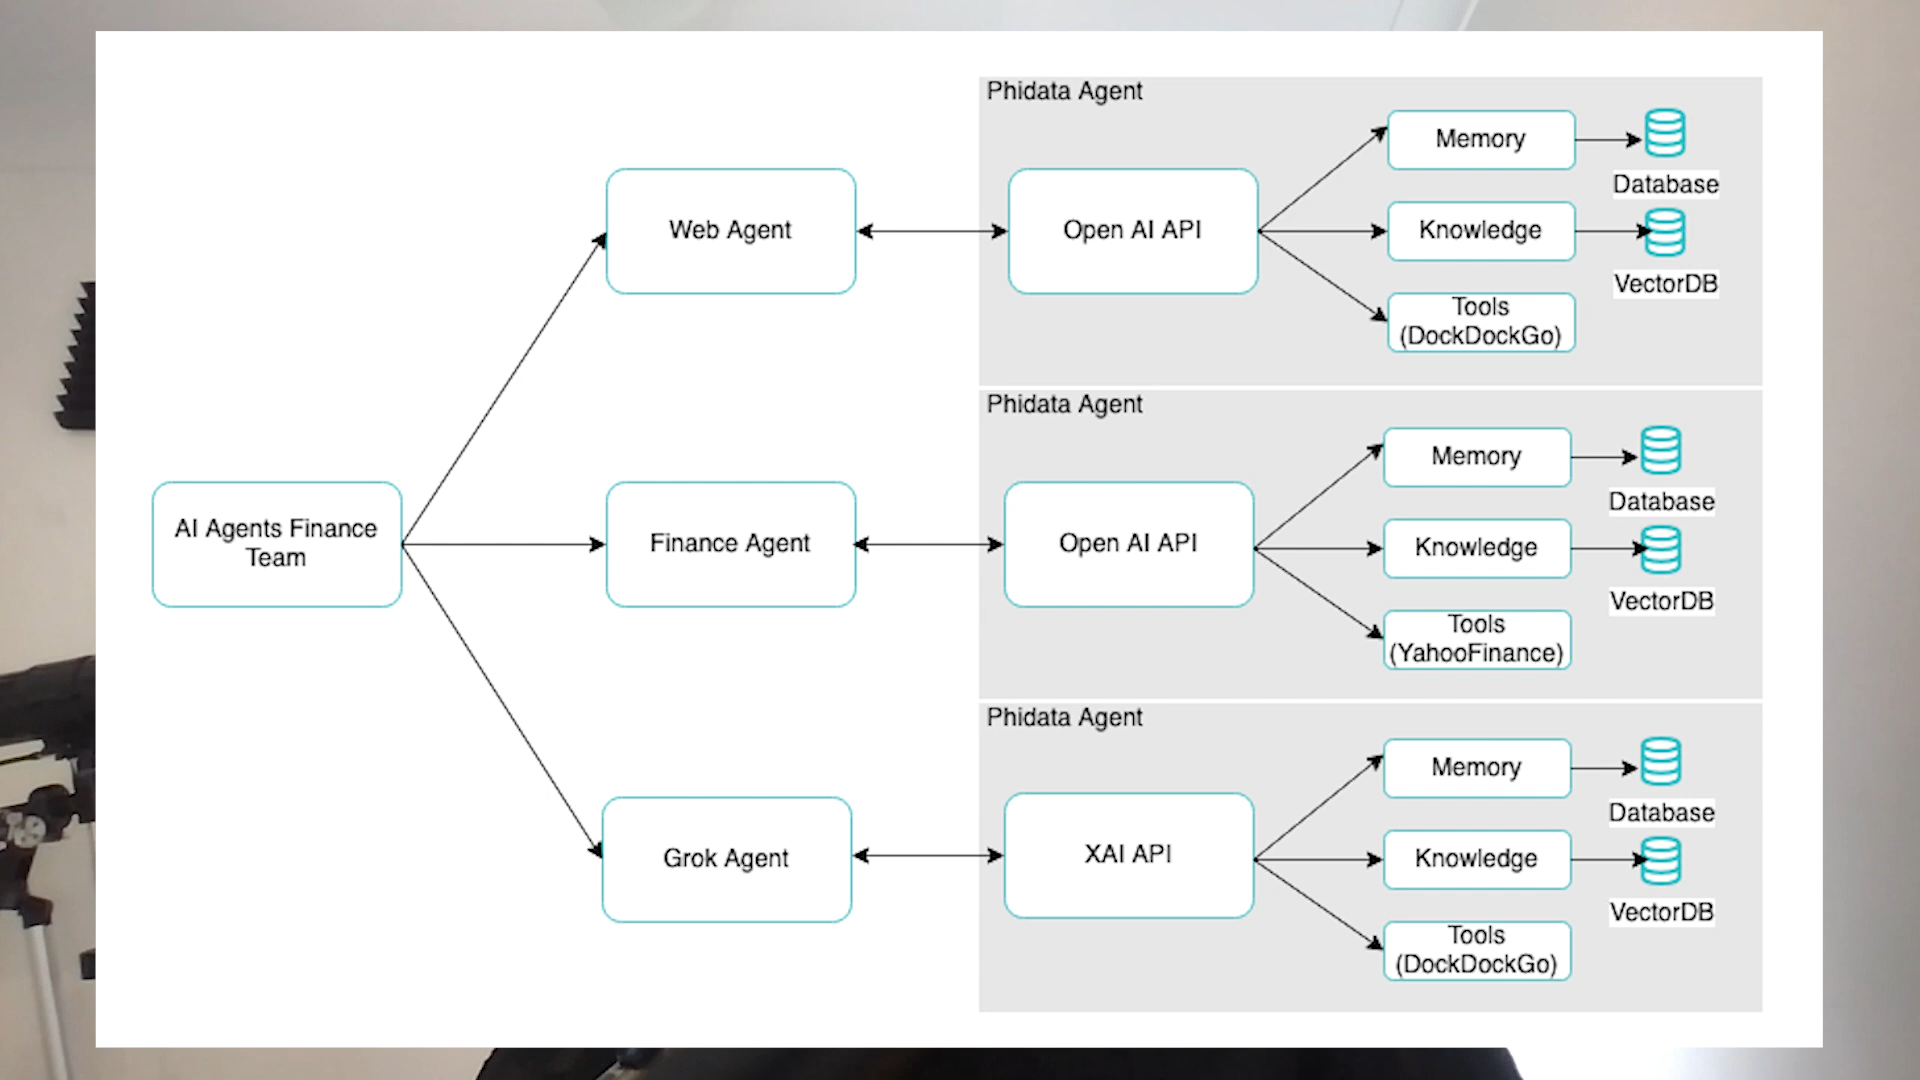 AI Agents Finance
Team
Web Agent
Finance Agent
Grok Agent
Phidata Agent
Open AI API
Memory
Database
Knowledge
VectorDB
Tools
(DockDockGo)
Phidata Agent
Open AI API
Memory
Database
Knowledge
VectorDB
Tools
(YahooFinance)
Phidata Agent
XAI API
Memory
Database
Knowledge
VectorDB
Tools
(DockDockGo)